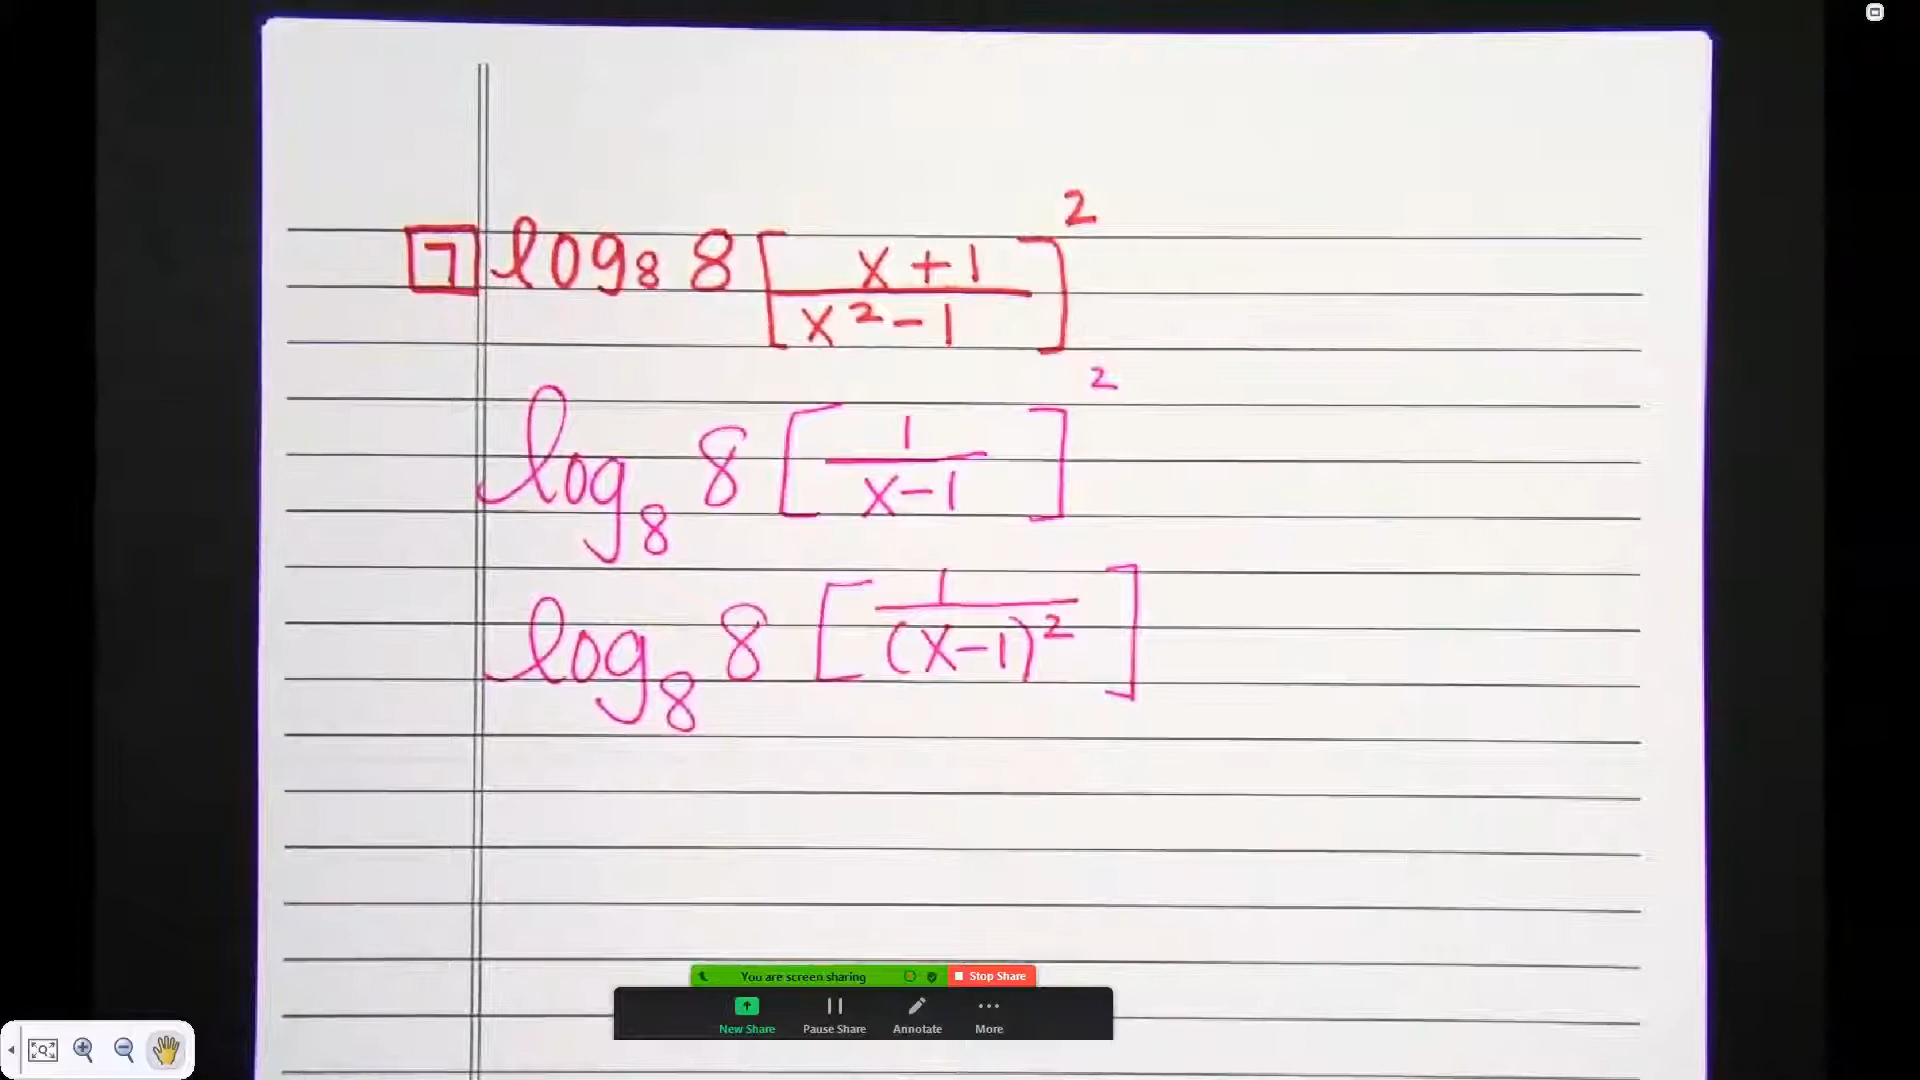 7 log₈ 8 [ (x+1)/(x²-1) ]²
log₈ 8 [ 1/(x-1) ]²
log₈ 8 [ 1/(x-1)² ]
You are screen sharing Stop Share
New Share Pause Share Annotate More